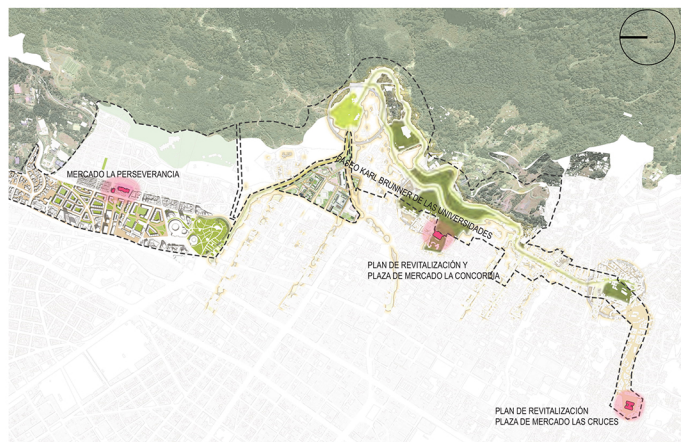 MERCADO LA PERSEVERANCIA
PASEO KARL BRUNNER DE LAS UNIVERSIDADES
PLAN DE REVITALIZACIÓN Y
PLAZA DE MERCADO LA CONCORDIA
PLAN DE REVITALIZACIÓN
PLAZA DE MERCADO LAS CRUCES